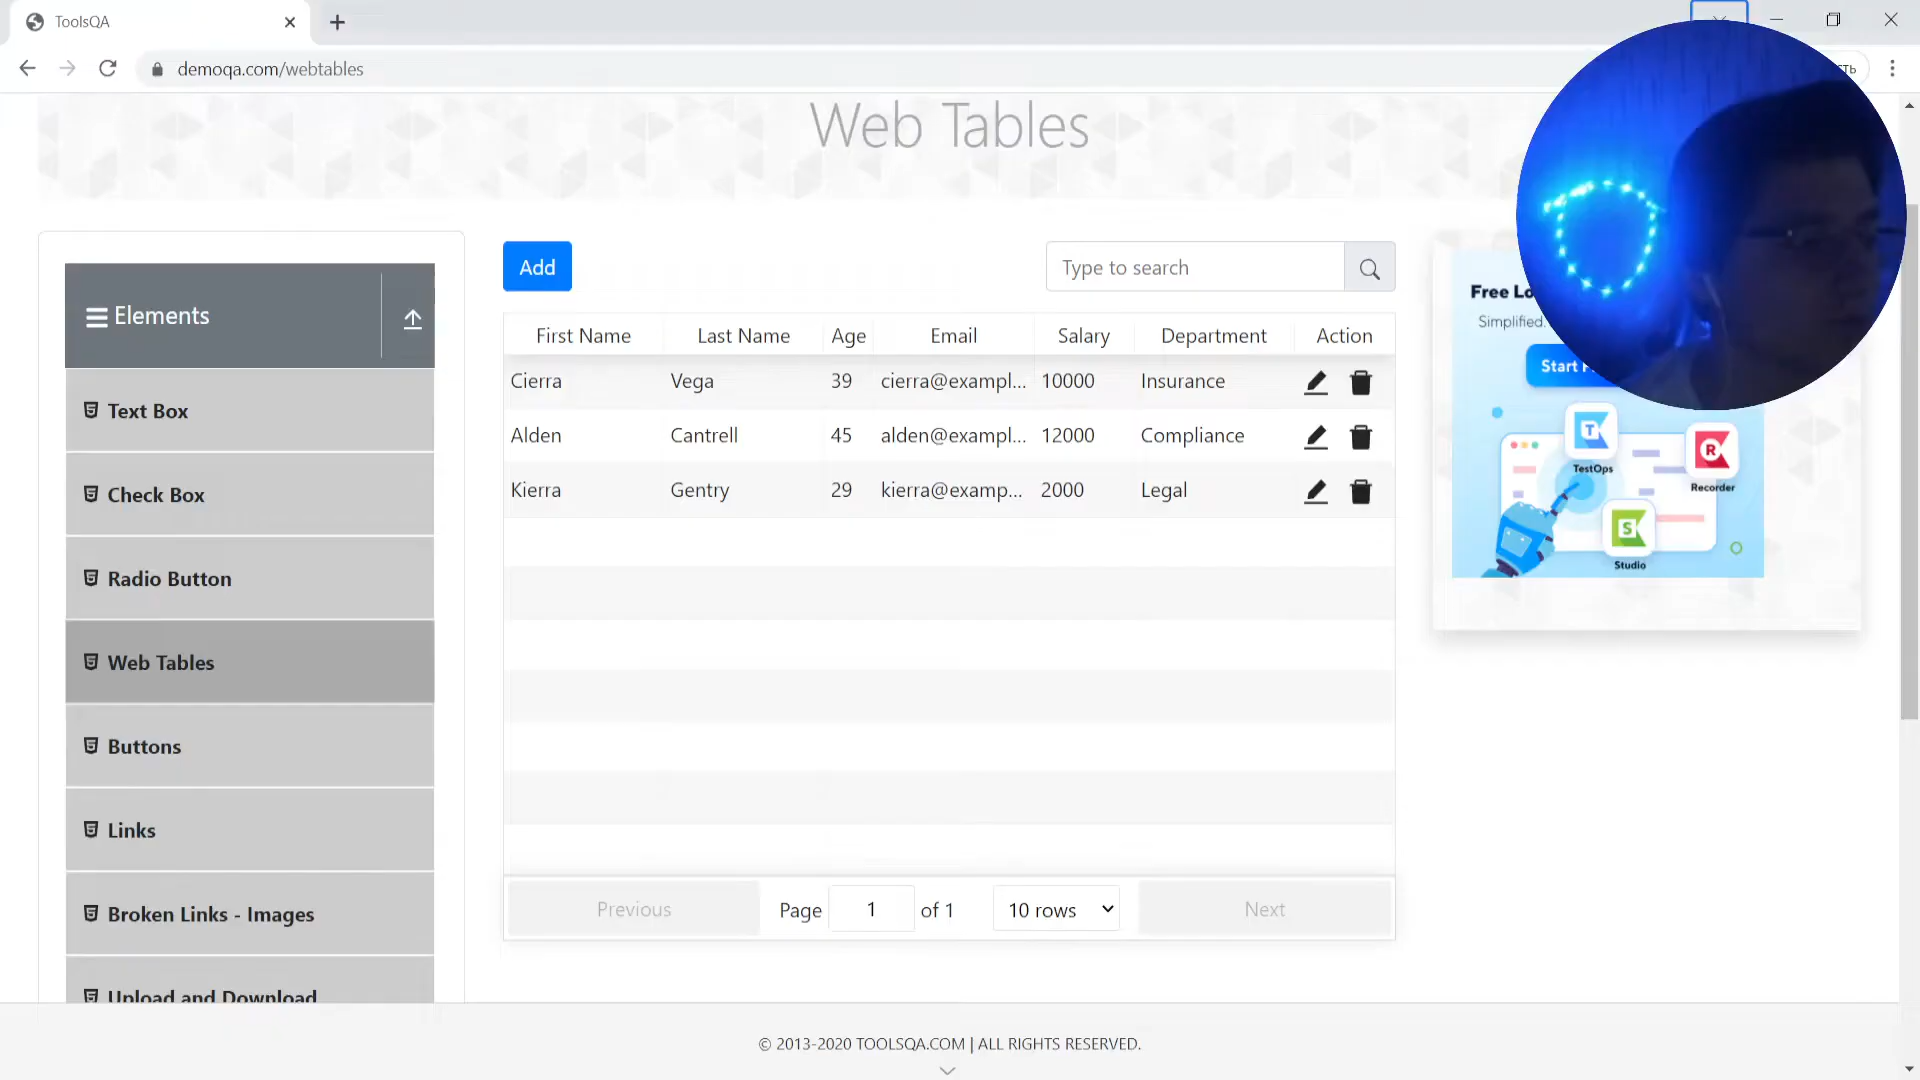 ToolsQA
demoqa.com/webtables
ть
Web Tables
Elements
Text Box
Check Box
Radio Button
Web Tables
Buttons
Links
Broken Links - Images
Upload and Download
Add
Type to search
First Name Last Name Age Email Salary Department Action
Cierra Vega 39 cierra@exampl... 10000 Insurance
Alden Cantrell 45 alden@exampl... 12000 Compliance
Kierra Gentry 29 kierra@examp... 2000 Legal
Previous Page 1 of 1 10 rows Next
Free Lo
Simplified.
Start
T
TestOps
R
Recorder
S
Studio
© 2013-2020 TOOLSQA.COM | ALL RIGHTS RESERVED.